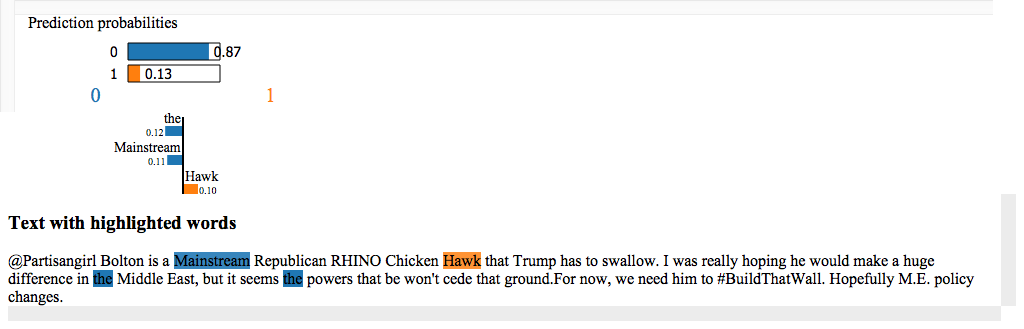 Prediction probabilities
0 0.87
1 0.13
0 1
the
0.12
Mainstream
0.11
Hawk
0.10
Text with highlighted words
@Partisangirl Bolton is a Mainstream Republican RHINO Chicken Hawk that Trump has to swallow. I was really hoping he would make a huge
difference in the Middle East, but it seems the powers that be won't cede that ground.For now, we need him to #BuildThatWall. Hopefully M.E. policy
changes.